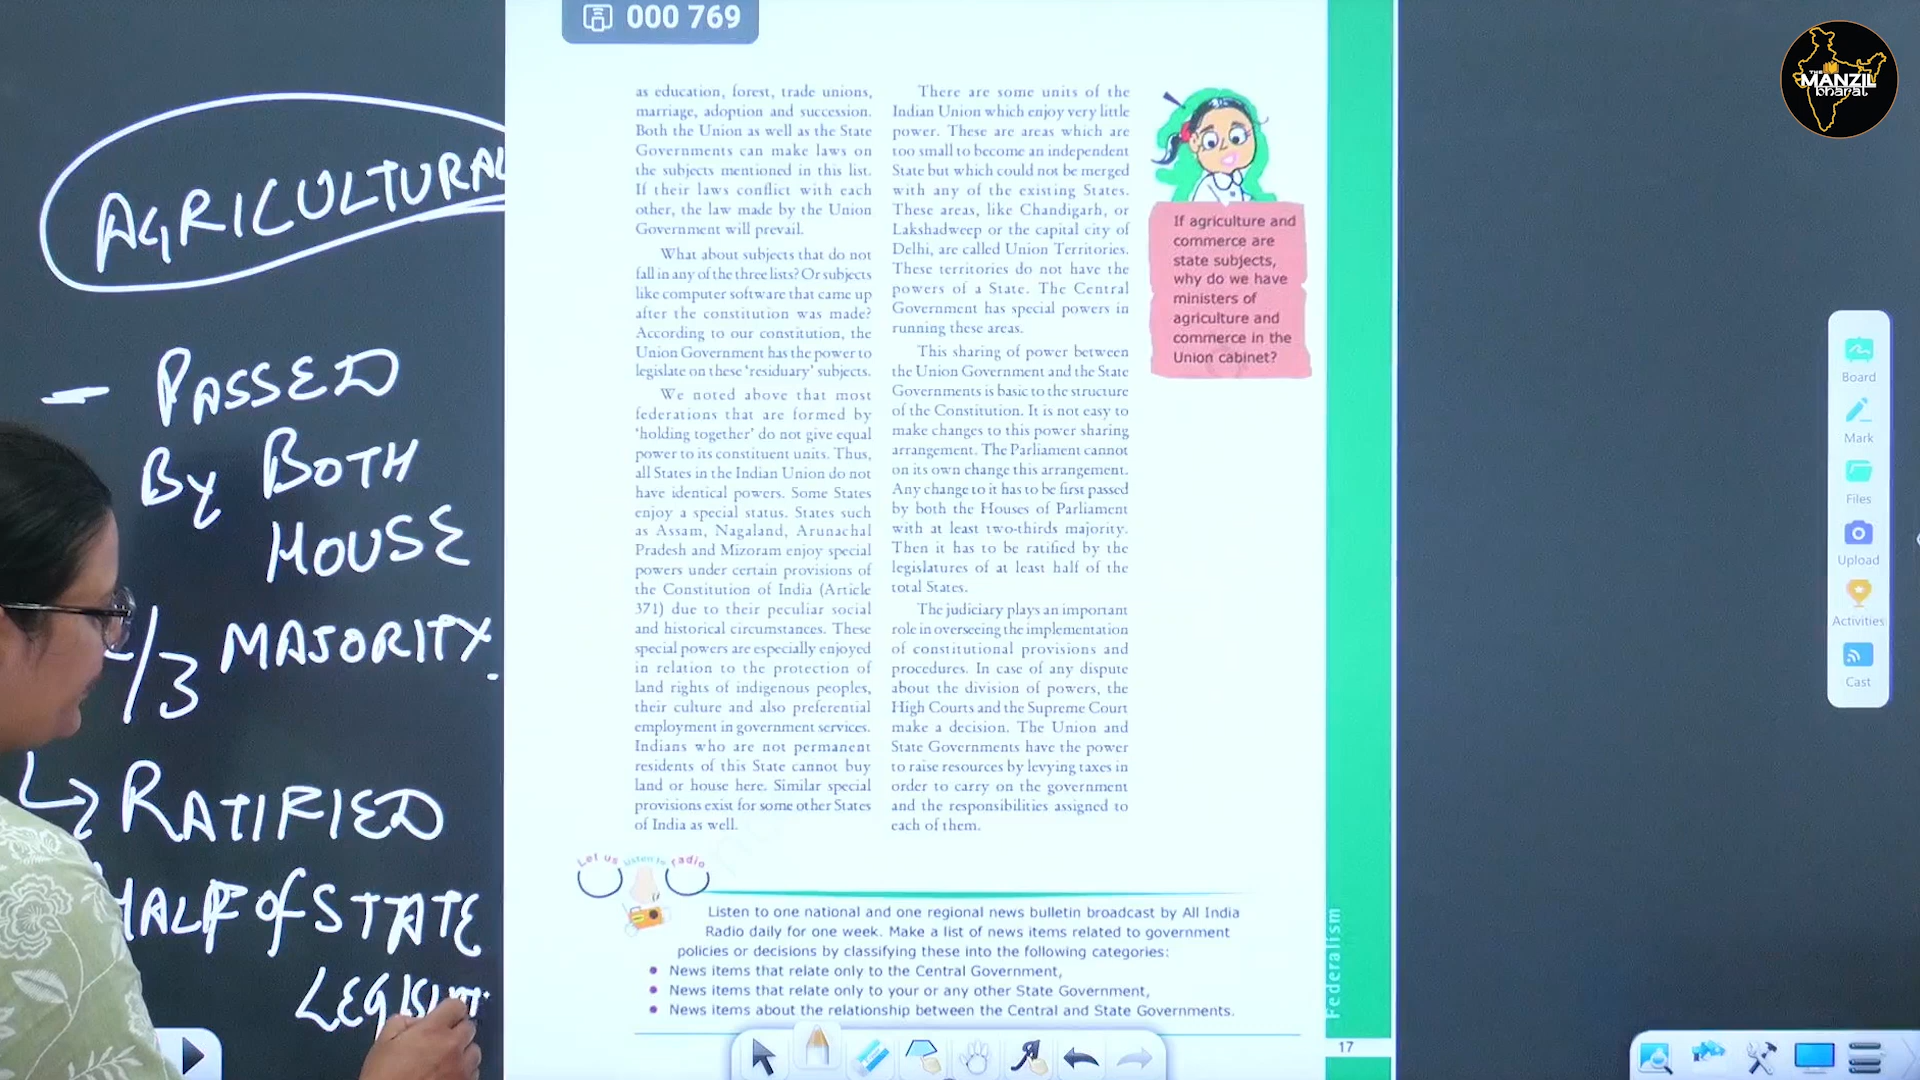 000 769
THE
MANZIL
bharat
AGRICULTURAL
- PASSED
By BOTH
HOUSE
/3 MAJORITY.
RATIFIED
HALF of STATE
as education, forest, trade unions,
marriage, adoption and succession.
Both the Union as well as the State
Governments can make laws on
the subjects mentioned in this list.
If their laws conflict with each
other, the law made by the Union
Government will prevail.
What about subjects that do not
fall in any of the three lists? Or subjects
like computer software that came up
after the constitution was made?
According to our constitution, the
Union Government has the power to
legislate on these ‘residuary’ subjects.
We noted above that most
federations that are formed by
‘holding together’ do not give equal
power to its constituent units. Thus,
all States in the Indian Union do not
have identical powers. Some States
enjoy a special status. States such
as Assam, Nagaland, Arunachal
Pradesh and Mizoram enjoy special
powers under certain provisions of
the Constitution of India (Article
371) due to their peculiar social
and historical circumstances. These
special powers are especially enjoyed
in relation to the protection of
land rights of indigenous peoples,
their culture and also preferential
employment in government services.
Indians who are not permanent
residents of this State cannot buy
land or house here. Similar special
provisions exist for some other States
of India as well.
There are some units of the
Indian Union which enjoy very little
power. These are areas which are
too small to become an independent
State but which could not be merged
with any of the existing States.
These areas, like Chandigarh, or
Lakshadweep or the capital city of
Delhi, are called Union Territories.
These territories do not have the
powers of a State. The Central
Government has special powers in
running these areas.
This sharing of power between
the Union Government and the State
Governments is basic to the structure
of the Constitution. It is not easy to
make changes to this power sharing
arrangement. The Parliament cannot
on its own change this arrangement.
Any change to it has to be first passed
by both the Houses of Parliament
with at least two-thirds majority.
Then it has to be ratified by the
legislatures of at least half of the
total States.
The judiciary plays an important
role in overseeing the implementation
of constitutional provisions and
procedures. In case of any dispute
about the division of powers, the
High Courts and the Supreme Court
make a decision. The Union and
State Governments have the power
to raise resources by levying taxes in
order to carry on the government
and the responsibilities assigned to
each of them.
If agriculture and
commerce are
state subjects,
why do we have
ministers of
agriculture and
commerce in the
Union cabinet?
Let us listen to radio
Listen to one national and one regional news bulletin broadcast by All India
Radio daily for one week. Make a list of news items related to government
policies or decisions by classifying these into the following categories:
• News items that relate only to the Central Government,
• News items that relate only to your or any other State Government,
• News items about the relationship between the Central and State Governments.
Federalism
17
Board
Mark
Files
Upload
Activities
Cast